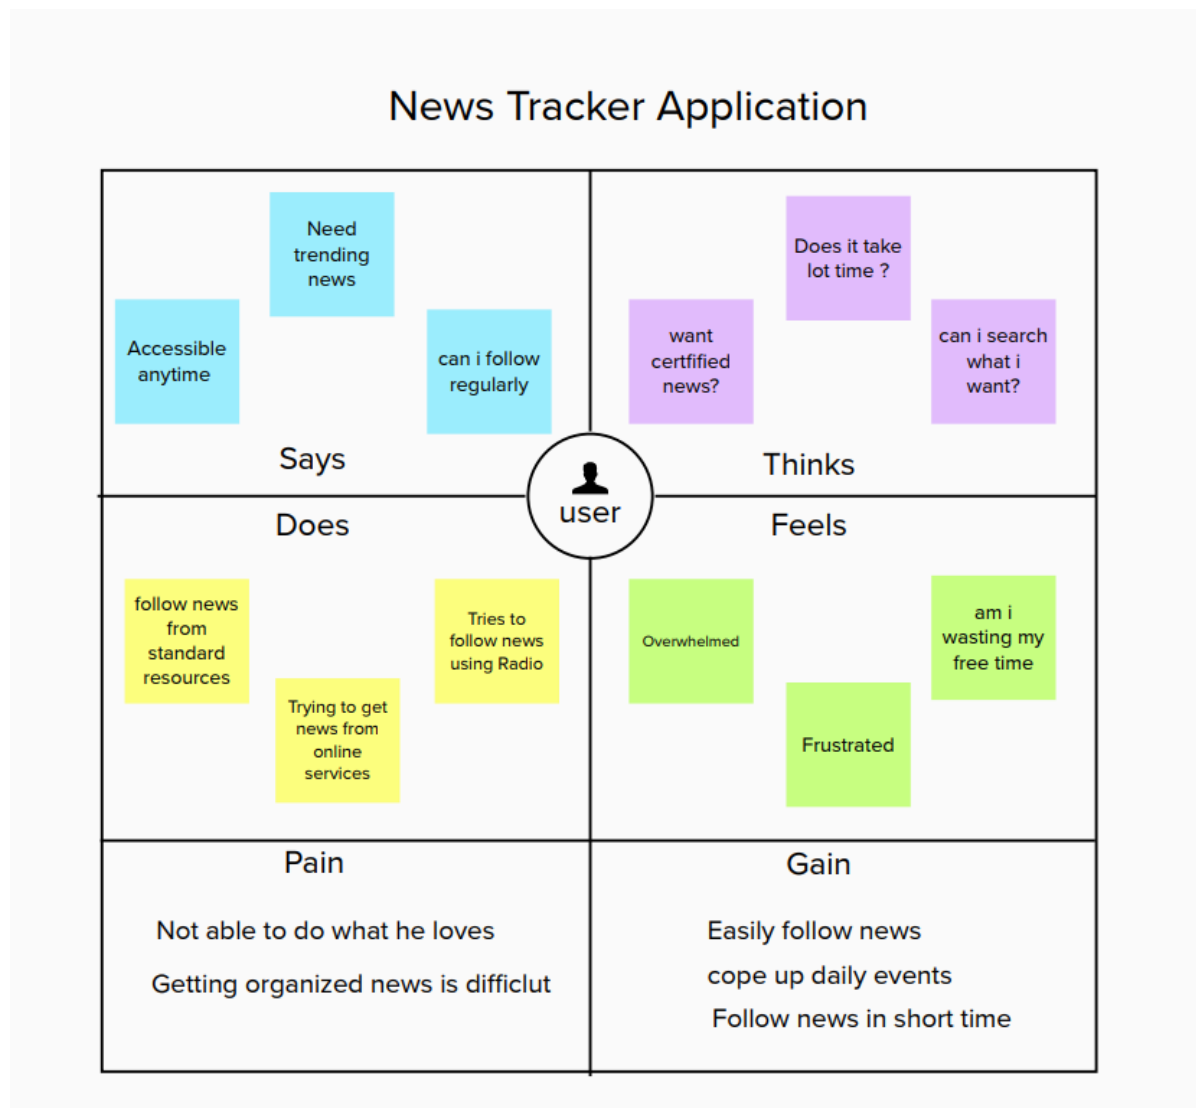 News Tracker Application
Need
trending
news
Accessible
anytime
can i follow
regularly
Says
Does it take
lot time ?
want
certfified
news?
can i search
what i
want?
Thinks
user
Does
follow news
from
standard
resources
Trying to get
news from
online
services
Tries to
follow news
using Radio
Feels
Overwhelmed
Frustrated
am i
wasting my
free time
Pain
Not able to do what he loves
Getting organized news is difficlut
Gain
Easily follow news
cope up daily events
Follow news in short time